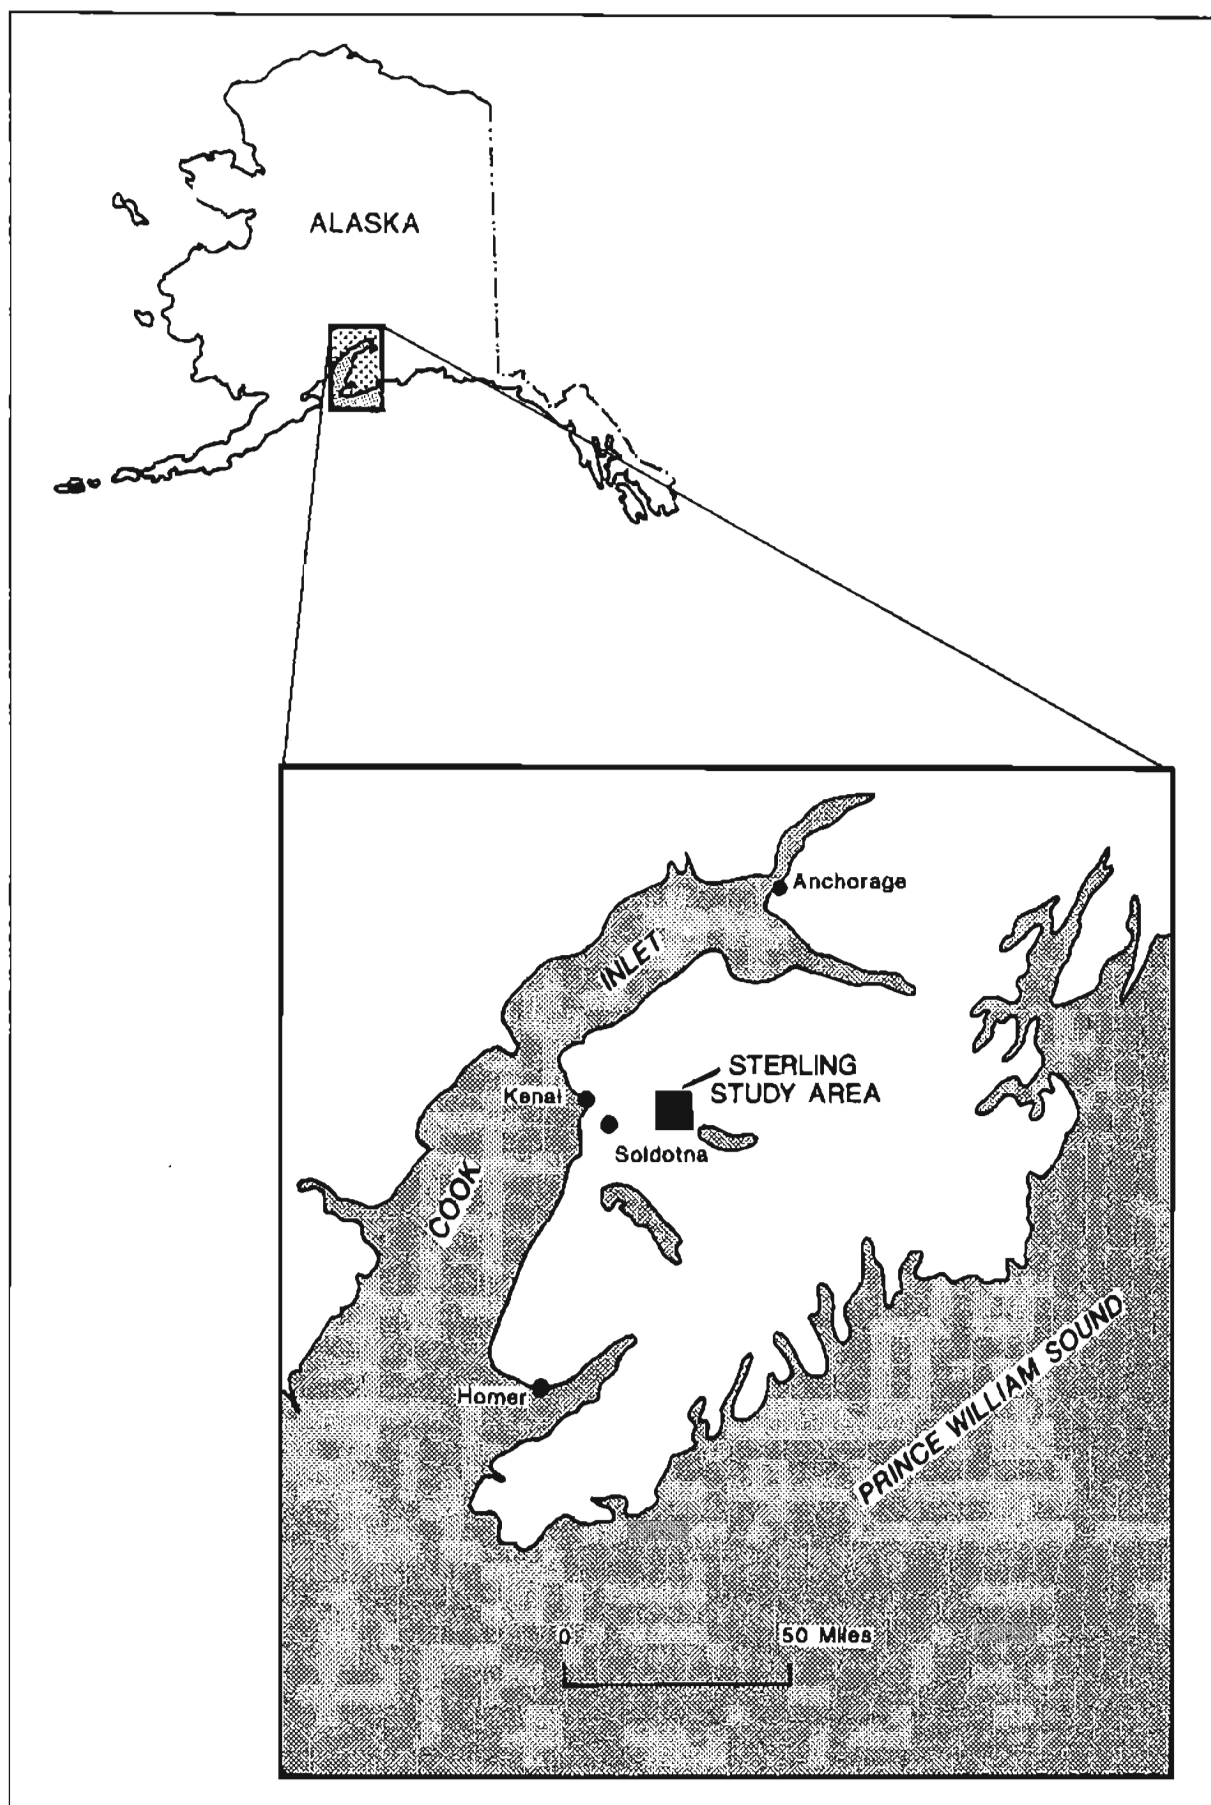 ALASKA
Anchorage
INLET
STERLING
STUDY AREA
Kenai
Soldotna
COOK
PRINCE WILLIAM SOUND
Homer
0 50 Miles